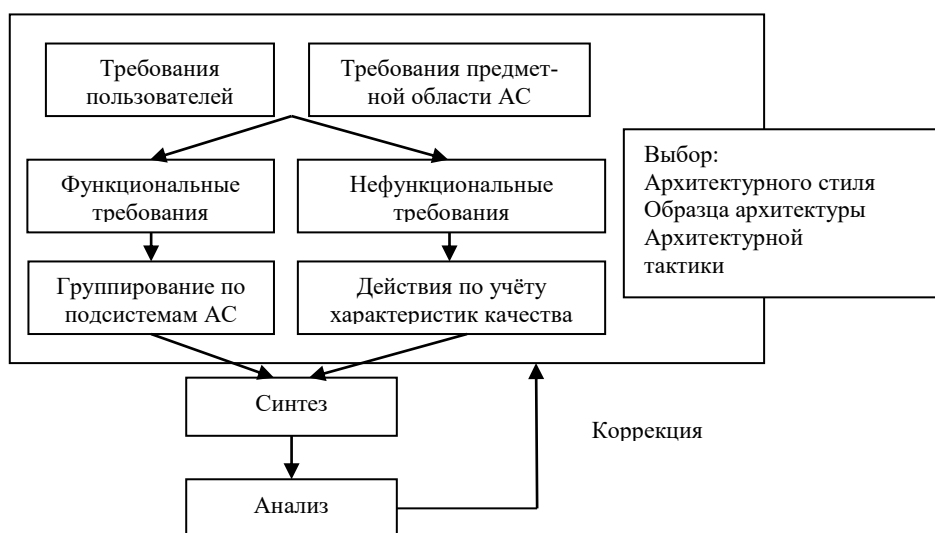 Требования
пользователей
Требования предмет-
ной области АС
Функциональные
требования
Нефункциональные
требования
Выбор:
Архитектурного стиля
Образца архитектуры
Архитектурной
тактики
Группирование по
подсистемам АС
Действия по учёту
характеристик качества
Синтез
Коррекция
Анализ